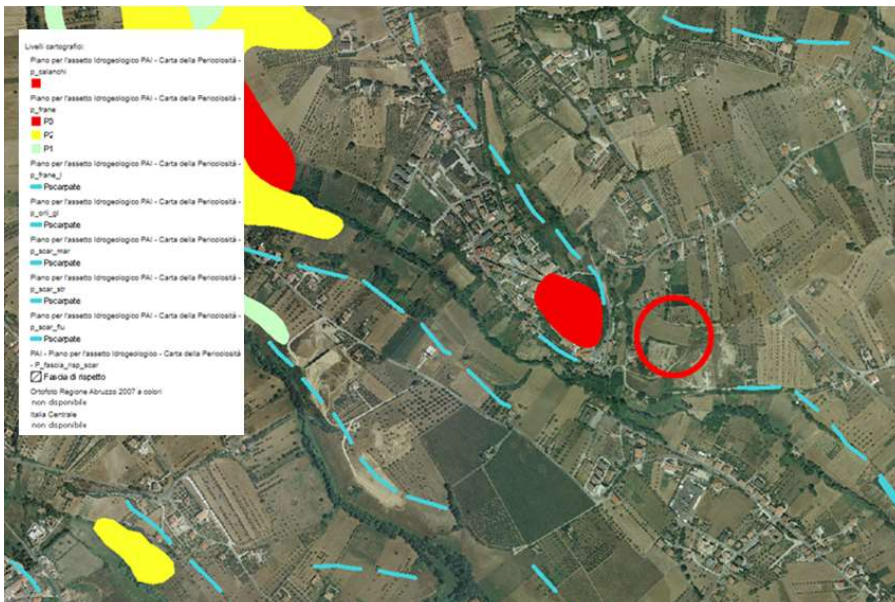 Livelli cartografici:
Piano per l'assetto Idrogeologico PAI - Carta della Pericolosità -
p_calanchi
Piano per l'assetto Idrogeologico PAI - Carta della Pericolosità -
p_frane
P3
P2
P1
Piano per l'assetto Idrogeologico PAI - Carta della Pericolosità -
p_frane_l
Pscarpate
Piano per l'assetto Idrogeologico PAI - Carta della Pericolosità -
p_orli_gl
Pscarpate
Piano per l'assetto Idrogeologico PAI - Carta della Pericolosità -
p_scar_mar
Pscarpate
Piano per l'assetto Idrogeologico PAI - Carta della Pericolosità -
p_scar_str
Pscarpate
Piano per l'assetto Idrogeologico PAI - Carta della Pericolosità -
p_scar_flu
Pscarpate
PAI - Piano per l'assetto Idrogeologico - Carta della Pericolosità
- P_fascia_risp_scar
Fascia di rispetto
Ortofoto Regione Abruzzo 2007 a colori
non disponibile
Italia Centrale
non disponibile